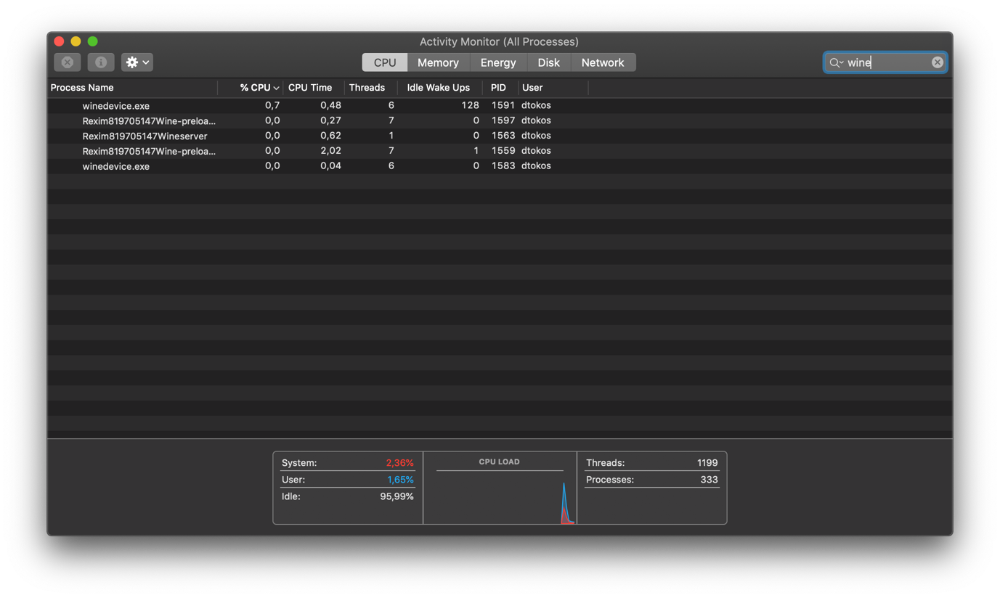 Activity Monitor (All Processes)
CPU Memory Energy Disk Network
wine
Process Name % CPU CPU Time Threads Idle Wake Ups PID User
winedevice.exe 0,7 0,48 6 128 1591 dtokos
Rexim819705147Wine-preloa... 0,0 0,27 7 0 1597 dtokos
Rexim819705147Wineserver 0,0 0,62 1 0 1563 dtokos
Rexim819705147Wine-preloa... 0,0 2,02 7 1 1559 dtokos
winedevice.exe 0,0 0,04 6 0 1583 dtokos
System: 2,36%
User: 1,65%
Idle: 95,99%
CPU LOAD
Threads: 1199
Processes: 333